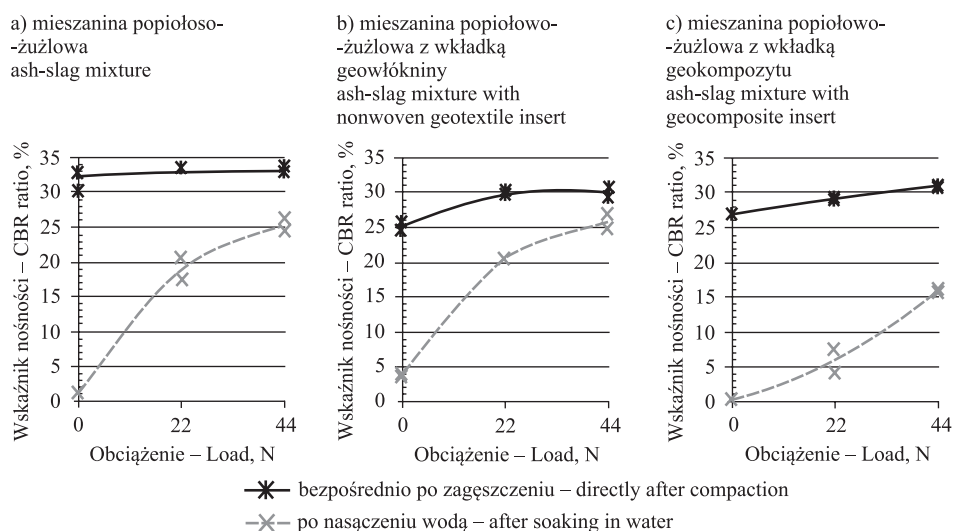 a) mieszanina popiołoso-
-żużlowa
ash-slag mixture
b) mieszanina popiołowo-
-żużlowa z wkładką
geowłókniny
ash-slag mixture with
nonwoven geotextile insert
c) mieszanina popiołowo-
-żużlowa z wkładką
geokompozytu
ash-slag mixture with
geocomposite insert
Wskaźnik nośności – CBR ratio, %
35
30
25
20
15
10
5
0
0 22 44
Obciążenie – Load, N
Wskaźnik nośności – CBR ratio, %
35
30
25
20
15
10
5
0
0 22 44
Obciążenie – Load, N
Wskaźnik nośności – CBR ratio, %
35
30
25
20
15
10
5
0
0 22 44
Obciążenie – Load, N
bezpośrednio po zagęszczeniu – directly after compaction
po nasączeniu wodą – after soaking in water